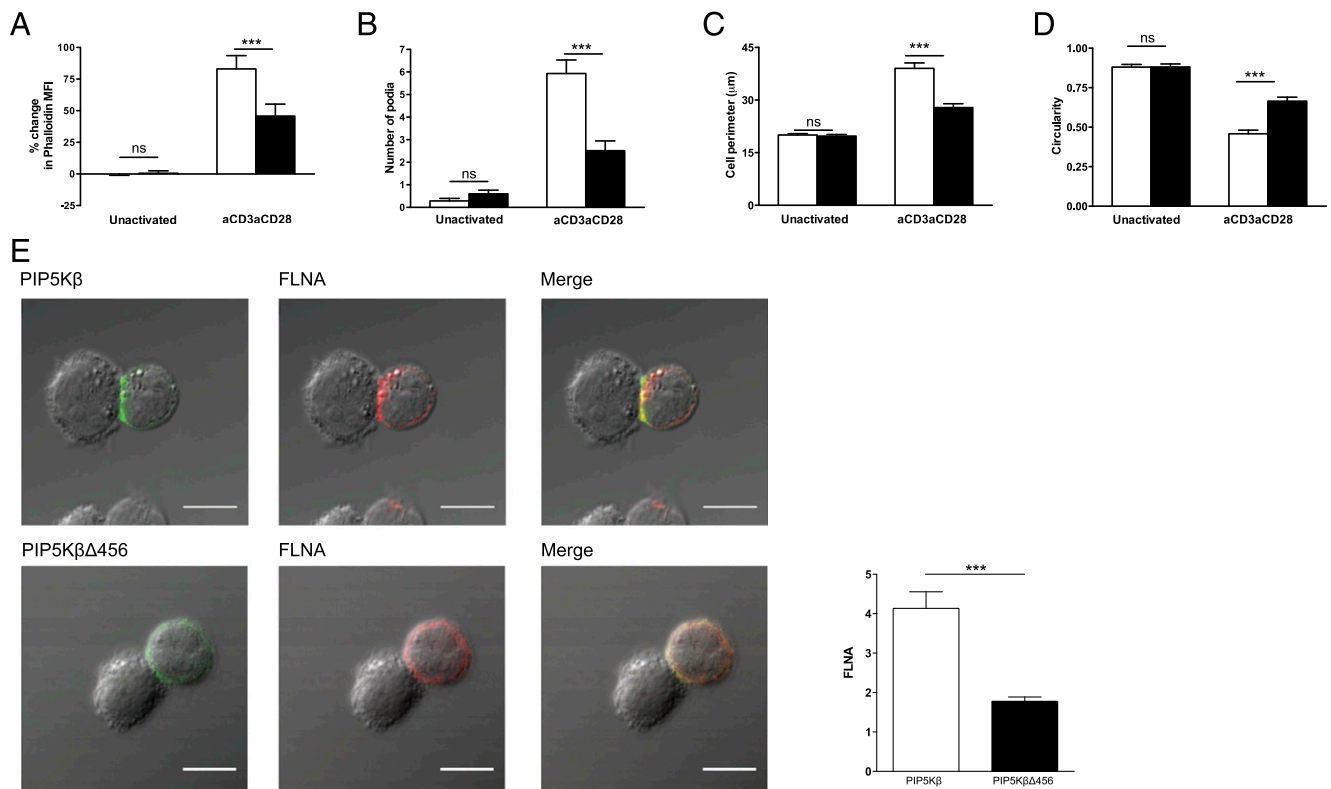 A
% change
in Phalloidin MFI
100
75
50
25
0
-25
ns
***
Unactivated
aCD3aCD28
B
Number of podia
7
6
5
4
3
2
1
0
ns
***
Unactivated
aCD3aCD28
C
Cell perimeter (μm)
45
30
15
0
ns
***
Unactivated
aCD3aCD28
D
Circularity
1.00
0.75
0.50
0.25
0.00
ns
***
Unactivated
aCD3aCD28
E
PIP5Kβ
FLNA
Merge
PIP5KβΔ456
FLNA
Merge
FLNA
5
4
3
2
1
0
***
PIP5Kβ
PIP5KβΔ456